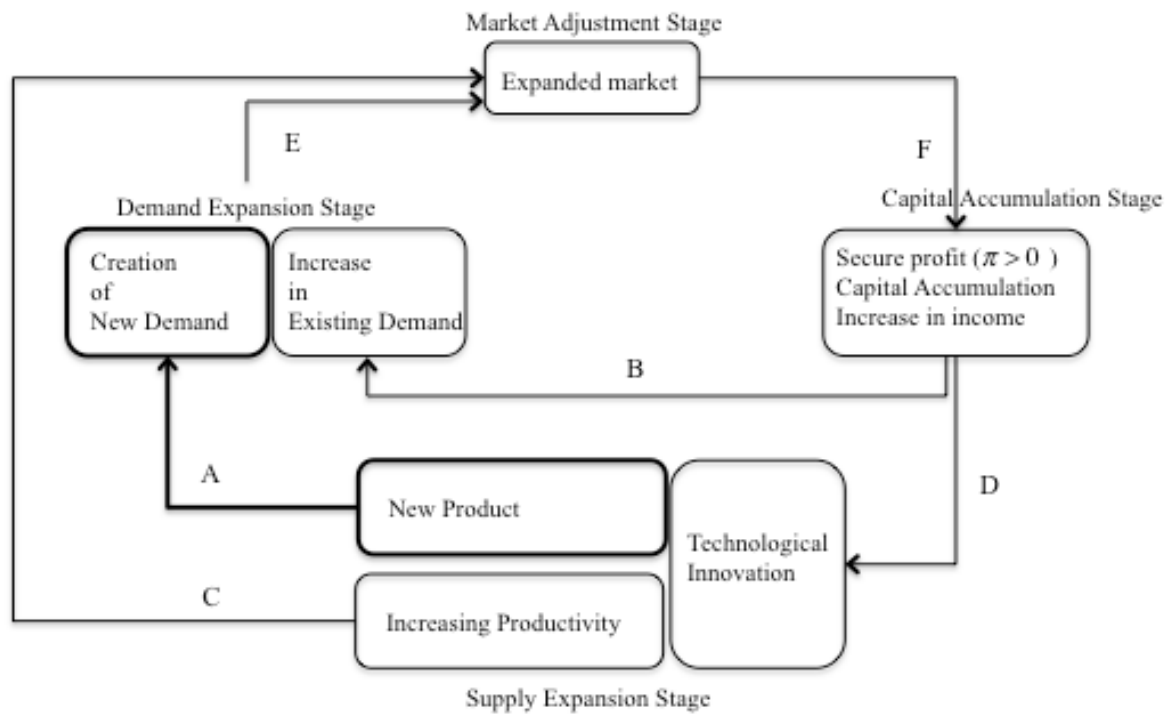 Market Adjustment Stage
Expanded market
E
F
Demand Expansion Stage
Capital Accumulation Stage
Creation
of
New Demand
Increase
in
Existing Demand
Secure profit (π > 0 )
Capital Accumulation
Increase in income
B
A
D
New Product
Technological
Innovation
C
Increasing Productivity
Supply Expansion Stage